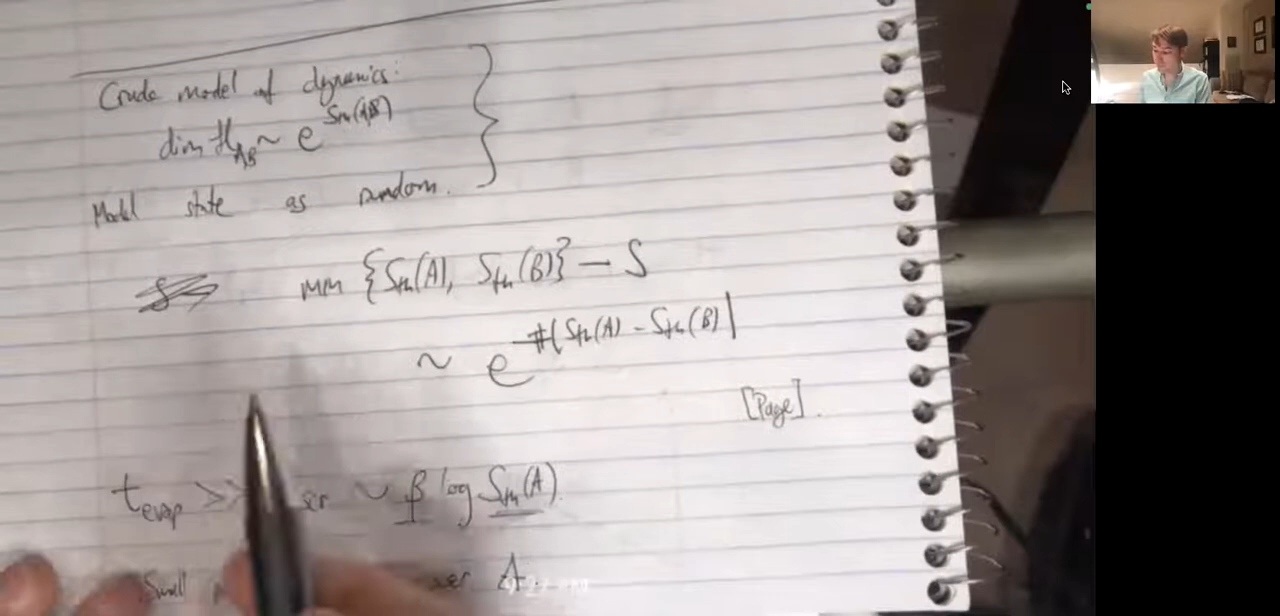 Crude model of dynamics:
dim H_AB ~ e^{S_th(AB)}
Model state as random.
min {S_th(A), S_th(B)} - S
~ e^{-#|S_th(A) - S_th(B)|}
[Page].
t_evap >> ~ β log S_th(A).
Small A